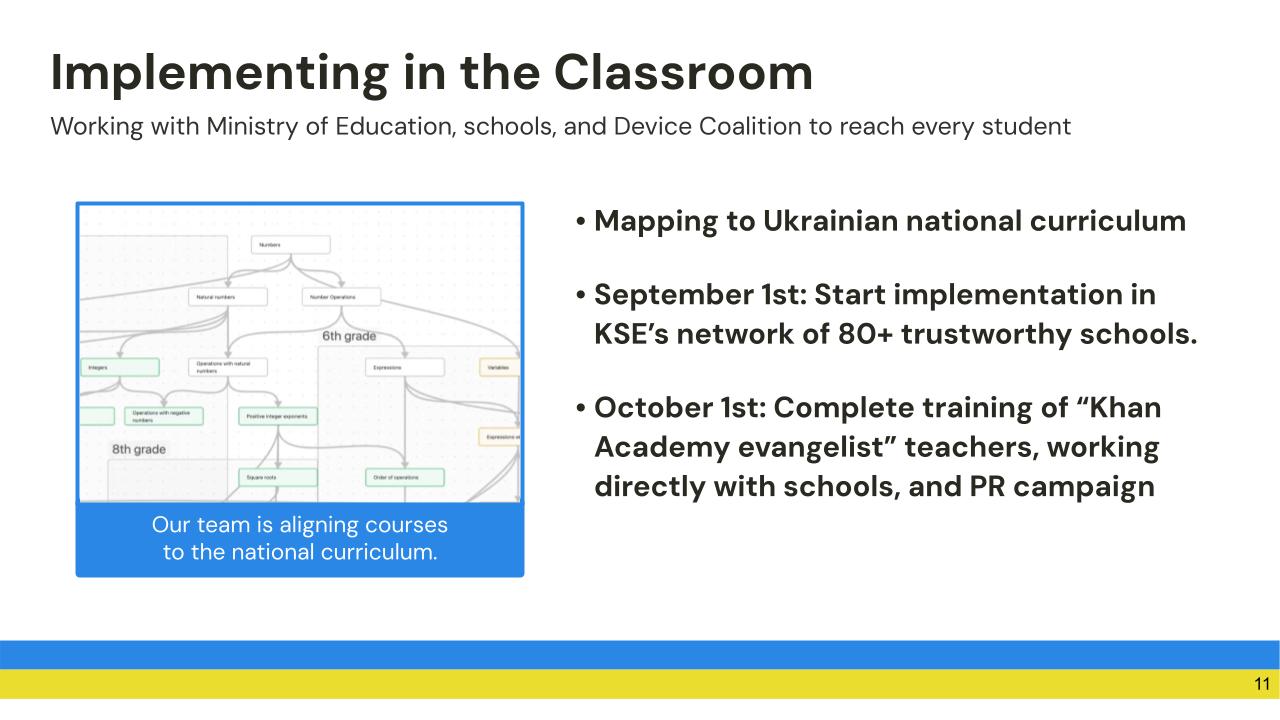 Implementing in the Classroom
Working with Ministry of Education, schools, and Device Coalition to reach every student
Numbers
Natural numbers
Number Operations
6th grade
Integers
Operations with natural
numbers
Expressions
Variables
Operations with negative
numbers
Positive integer exponents
Expressions
8th grade
Square roots
Order of operations
Our team is aligning courses
to the national curriculum.
• Mapping to Ukrainian national curriculum
• September 1st: Start implementation in
KSE’s network of 80+ trustworthy schools.
• October 1st: Complete training of “Khan
Academy evangelist” teachers, working
directly with schools, and PR campaign
11